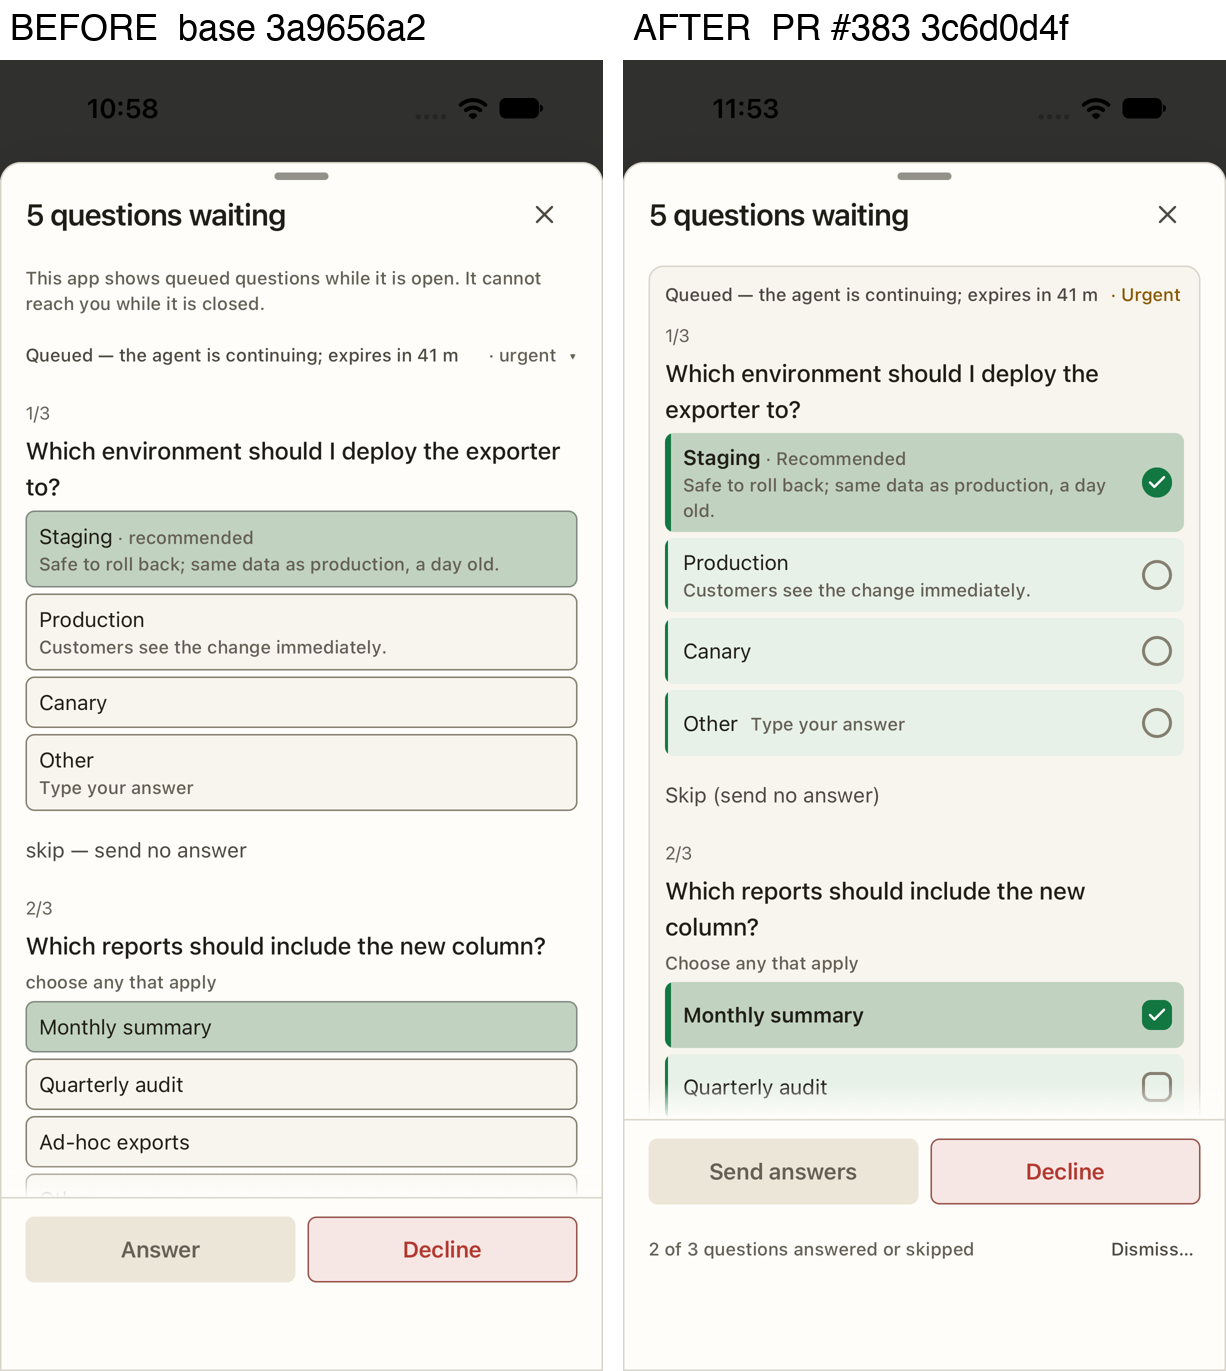 BEFORE base 3a9656a2
10:58
5 questions waiting
This app shows queued questions while it is open. It cannot
reach you while it is closed.
Queued — the agent is continuing; expires in 41 m · urgent ▾
1/3
Which environment should I deploy the exporter
to?
Staging · recommended
Safe to roll back; same data as production, a day old.
Production
Customers see the change immediately.
Canary
Other
Type your answer
skip — send no answer
2/3
Which reports should include the new column?
choose any that apply
Monthly summary
Quarterly audit
Ad-hoc exports
Answer
Decline
AFTER PR #383 3c6d0d4f
11:53
5 questions waiting
Queued — the agent is continuing; expires in 41 m · Urgent
1/3
Which environment should I deploy the
exporter to?
Staging · Recommended
Safe to roll back; same data as production, a day
old.
Production
Customers see the change immediately.
Canary
Other Type your answer
Skip (send no answer)
2/3
Which reports should include the new
column?
Choose any that apply
Monthly summary
Quarterly audit
Send answers
Decline
2 of 3 questions answered or skipped
Dismiss...